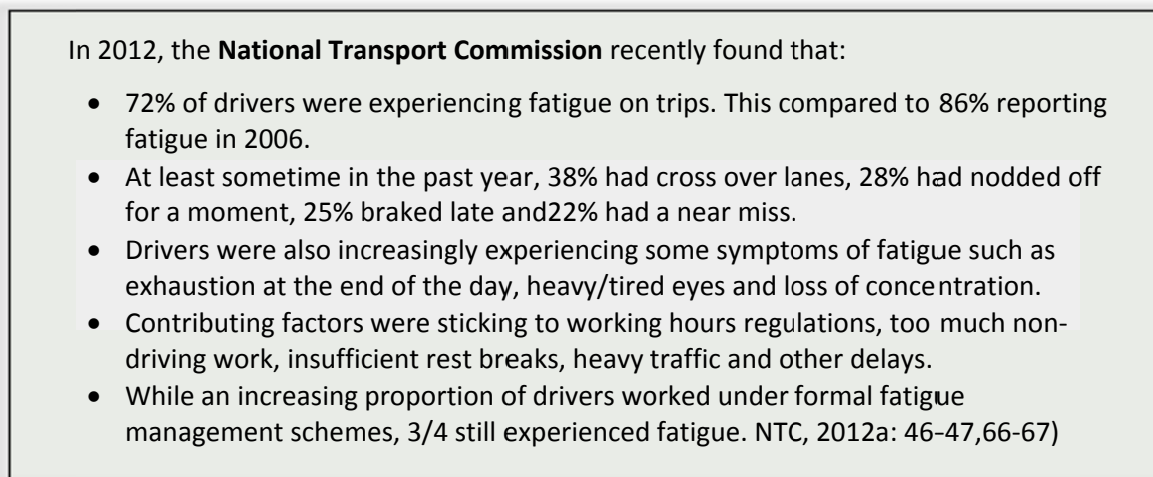 In 2012, the National Transport Commission recently found that:
• 72% of drivers were experiencing fatigue on trips. This compared to 86% reporting
fatigue in 2006.
• At least sometime in the past year, 38% had cross over lanes, 28% had nodded off
for a moment, 25% braked late and22% had a near miss.
• Drivers were also increasingly experiencing some symptoms of fatigue such as
exhaustion at the end of the day, heavy/tired eyes and loss of concentration.
• Contributing factors were sticking to working hours regulations, too much non-
driving work, insufficient rest breaks, heavy traffic and other delays.
• While an increasing proportion of drivers worked under formal fatigue
management schemes, 3/4 still experienced fatigue. NTC, 2012a: 46-47,66-67)